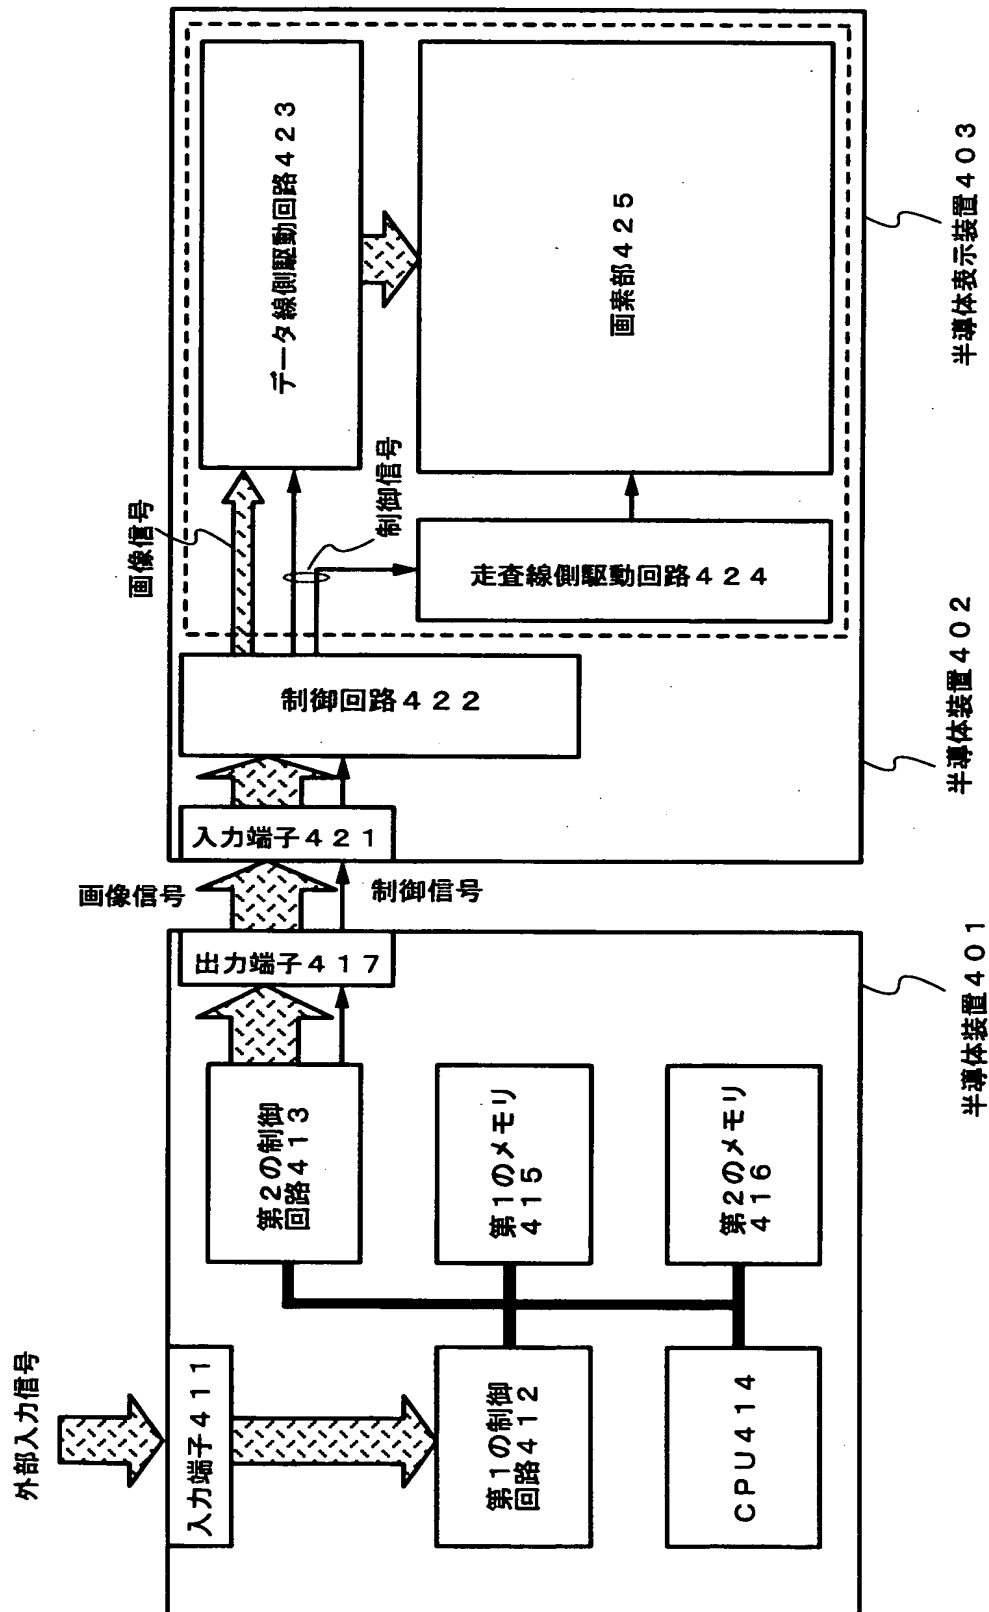 外部入力信号
入力端子411
第1の制御
回路412
CPU414
第2の制御
回路413
第1のメモリ
415
第2のメモリ
416
出力端子417
半導体装置401
画像信号
制御信号
入力端子421
制御回路422
半導体装置402
画像信号
制御信号
データ線側駆動回路423
走査線側駆動回路424
画素部425
半導体表示装置403